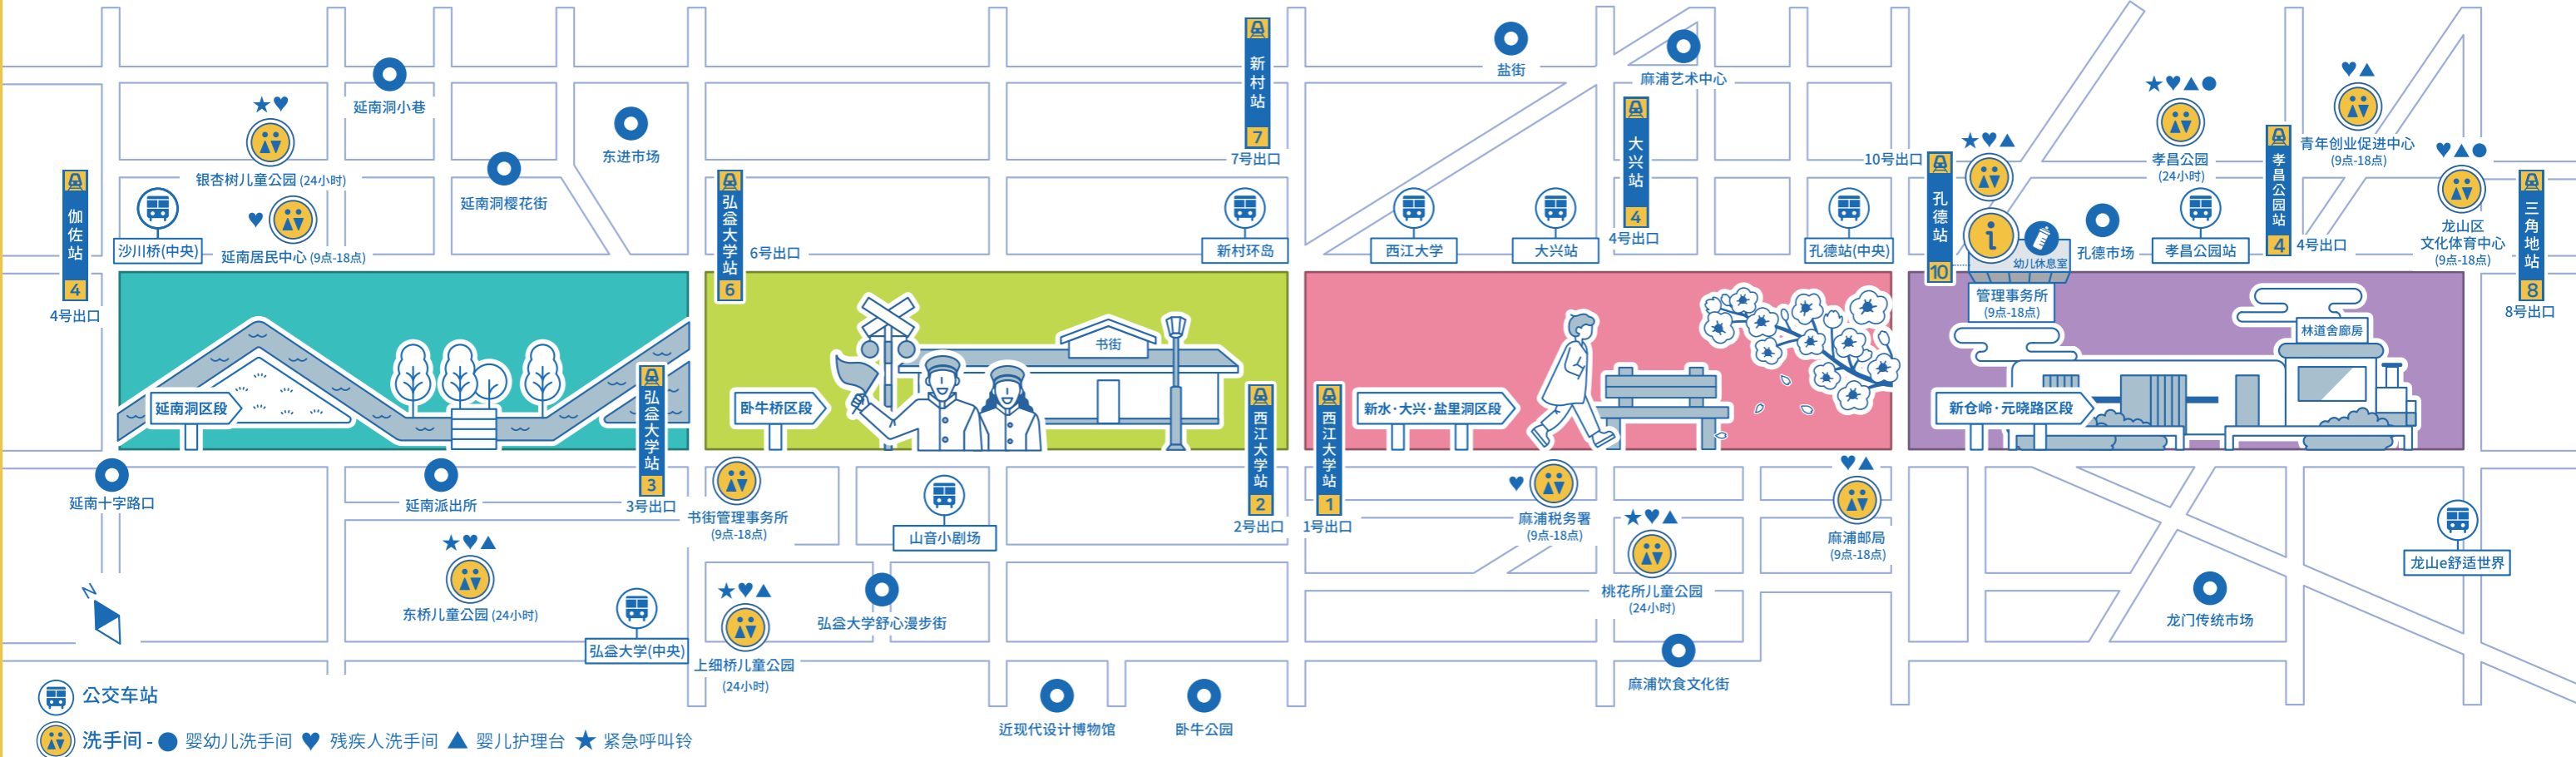 延南洞小巷
东进市场
银杏树儿童公园 (24小时)
延南洞樱花街
伽佐站
4
4号出口
沙川桥(中央)
延南居民中心 (9点-18点)
延南洞区段
弘益大学站
3
3号出口
延南十字路口
延南派出所
东桥儿童公园 (24小时)
弘益大学(中央)
N
新村站
7
7号出口
弘益大学站
6
6号出口
新村环岛
书街
卧牛桥区段
西江大学站
2
2号出口
书街管理事务所
(9点-18点)
山音小剧场
弘益大学舒心漫步街
上细桥儿童公园
(24小时)
近现代设计博物馆
卧牛公园
盐街
麻浦艺术中心
大兴站
4
4号出口
西江大学
大兴站
孔德站(中央)
西江大学站
1
1号出口
新水·大兴·盐里洞区段
麻浦税务署
(9点-18点)
桃花所儿童公园
(24小时)
麻浦邮局
(9点-18点)
麻浦饮食文化街
10号出口
孔德站
10
幼儿休息室
管理事务所
(9点-18点)
孔德市场
孝昌公园
(24小时)
孝昌公园站
孝昌公园站
4
4号出口
青年创业促进中心
(9点-18点)
龙山区
文化体育中心
(9点-18点)
三角地站
8
8号出口
林道舍廊房
新仓岭·元晓路区段
龙山e舒适世界
龙门传统市场
公交车站
洗手间 - 婴幼儿洗手间 残疾人洗手间 婴儿护理台 紧急呼叫铃